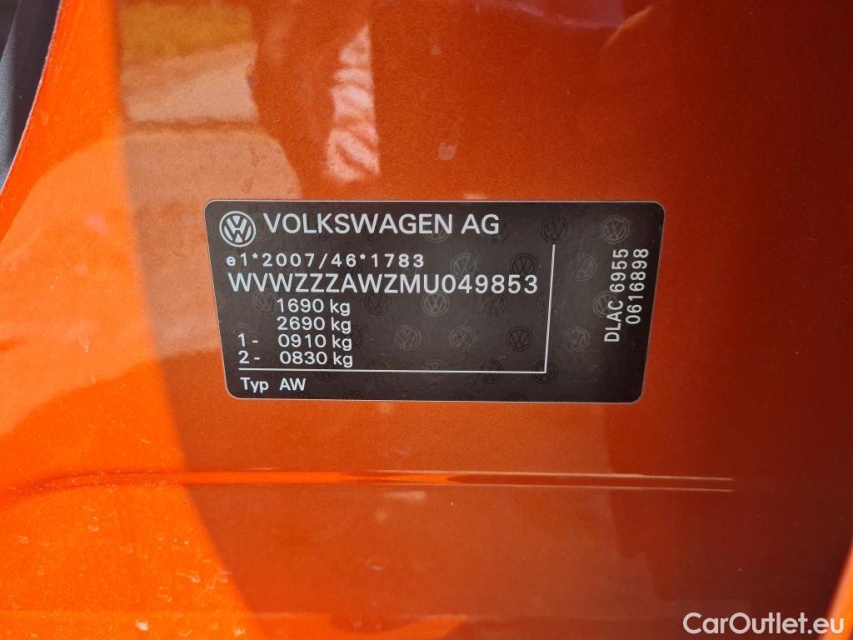 VOLKSWAGEN AG
e1*2007/46*1783
WVWZZZAWZMU049853
1690 kg
2690 kg
1- 0910 kg
2- 0830 kg
Typ AW
DLAC 6955
0616898
CarOutlet.eu